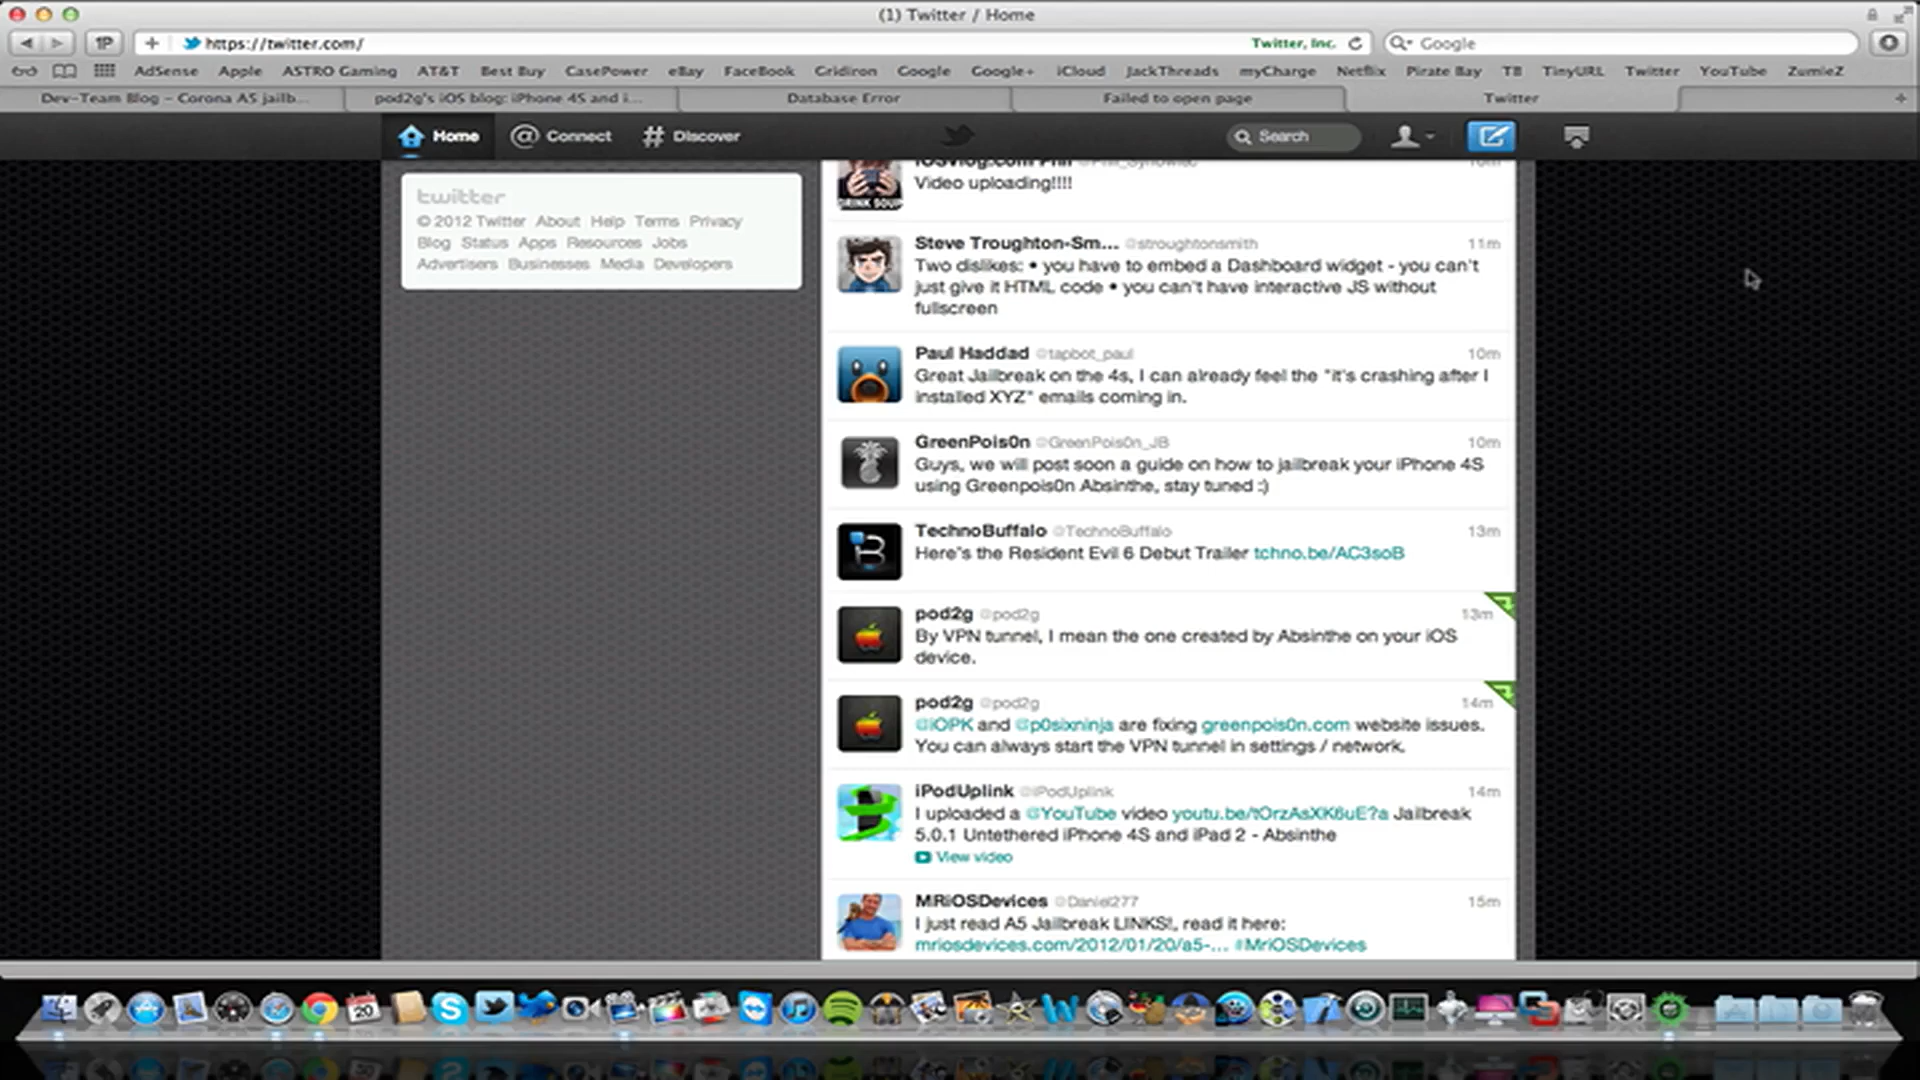 (1) Twitter / Home
https://twitter.com/
Twitter, Inc.
Google
AdSense Apple ASTRO Gaming AT&T Best Buy CasePower eBay FaceBook Gridiron Google Google+ iCloud JackThreads myCharge Netflix Pirate Bay TB TinyURL Twitter YouTube ZumieZ
Dev-Team Blog - Corona A5 jailb... pod2g's iOS blog: iPhone 4S and i... Database Error Failed to open page Twitter
Home Connect Discover Search
twitter
© 2012 Twitter About Help Terms Privacy
Blog Status Apps Resources Jobs
Advertisers Businesses Media Developers
Video uploading!!!!
DRINK SOUP
Steve Troughton-Sm... @stroughtonsmith 11m
Two dislikes: • you have to embed a Dashboard widget - you can't
just give it HTML code • you can't have interactive JS without
fullscreen
Paul Haddad @tapbot_paul 10m
Great Jailbreak on the 4s, I can already feel the "it's crashing after I
installed XYZ" emails coming in.
GreenPois0n @GreenPois0n_JB 10m
Guys, we will post soon a guide on how to jailbreak your iPhone 4S
using Greenpois0n Absinthe, stay tuned :)
TechnoBuffalo @TechnoBuffalo 13m
Here's the Resident Evil 6 Debut Trailer tchno.be/AC3soB
pod2g @pod2g 13m
By VPN tunnel, I mean the one created by Absinthe on your iOS
device.
pod2g @pod2g 14m
@iOPK and @p0sixninja are fixing greenpois0n.com website issues.
You can always start the VPN tunnel in settings / network.
iPodUplink @iPodUplink 14m
I uploaded a @YouTube video youtu.be/tOrzAsXK6uE?a Jailbreak
5.0.1 Untethered iPhone 4S and iPad 2 - Absinthe
View video
MRiOSDevices @Daniel277 15m
I just read A5 Jailbreak LINKS!, read it here:
mriosdevices.com/2012/01/20/a5-... #MriOSDevices
20